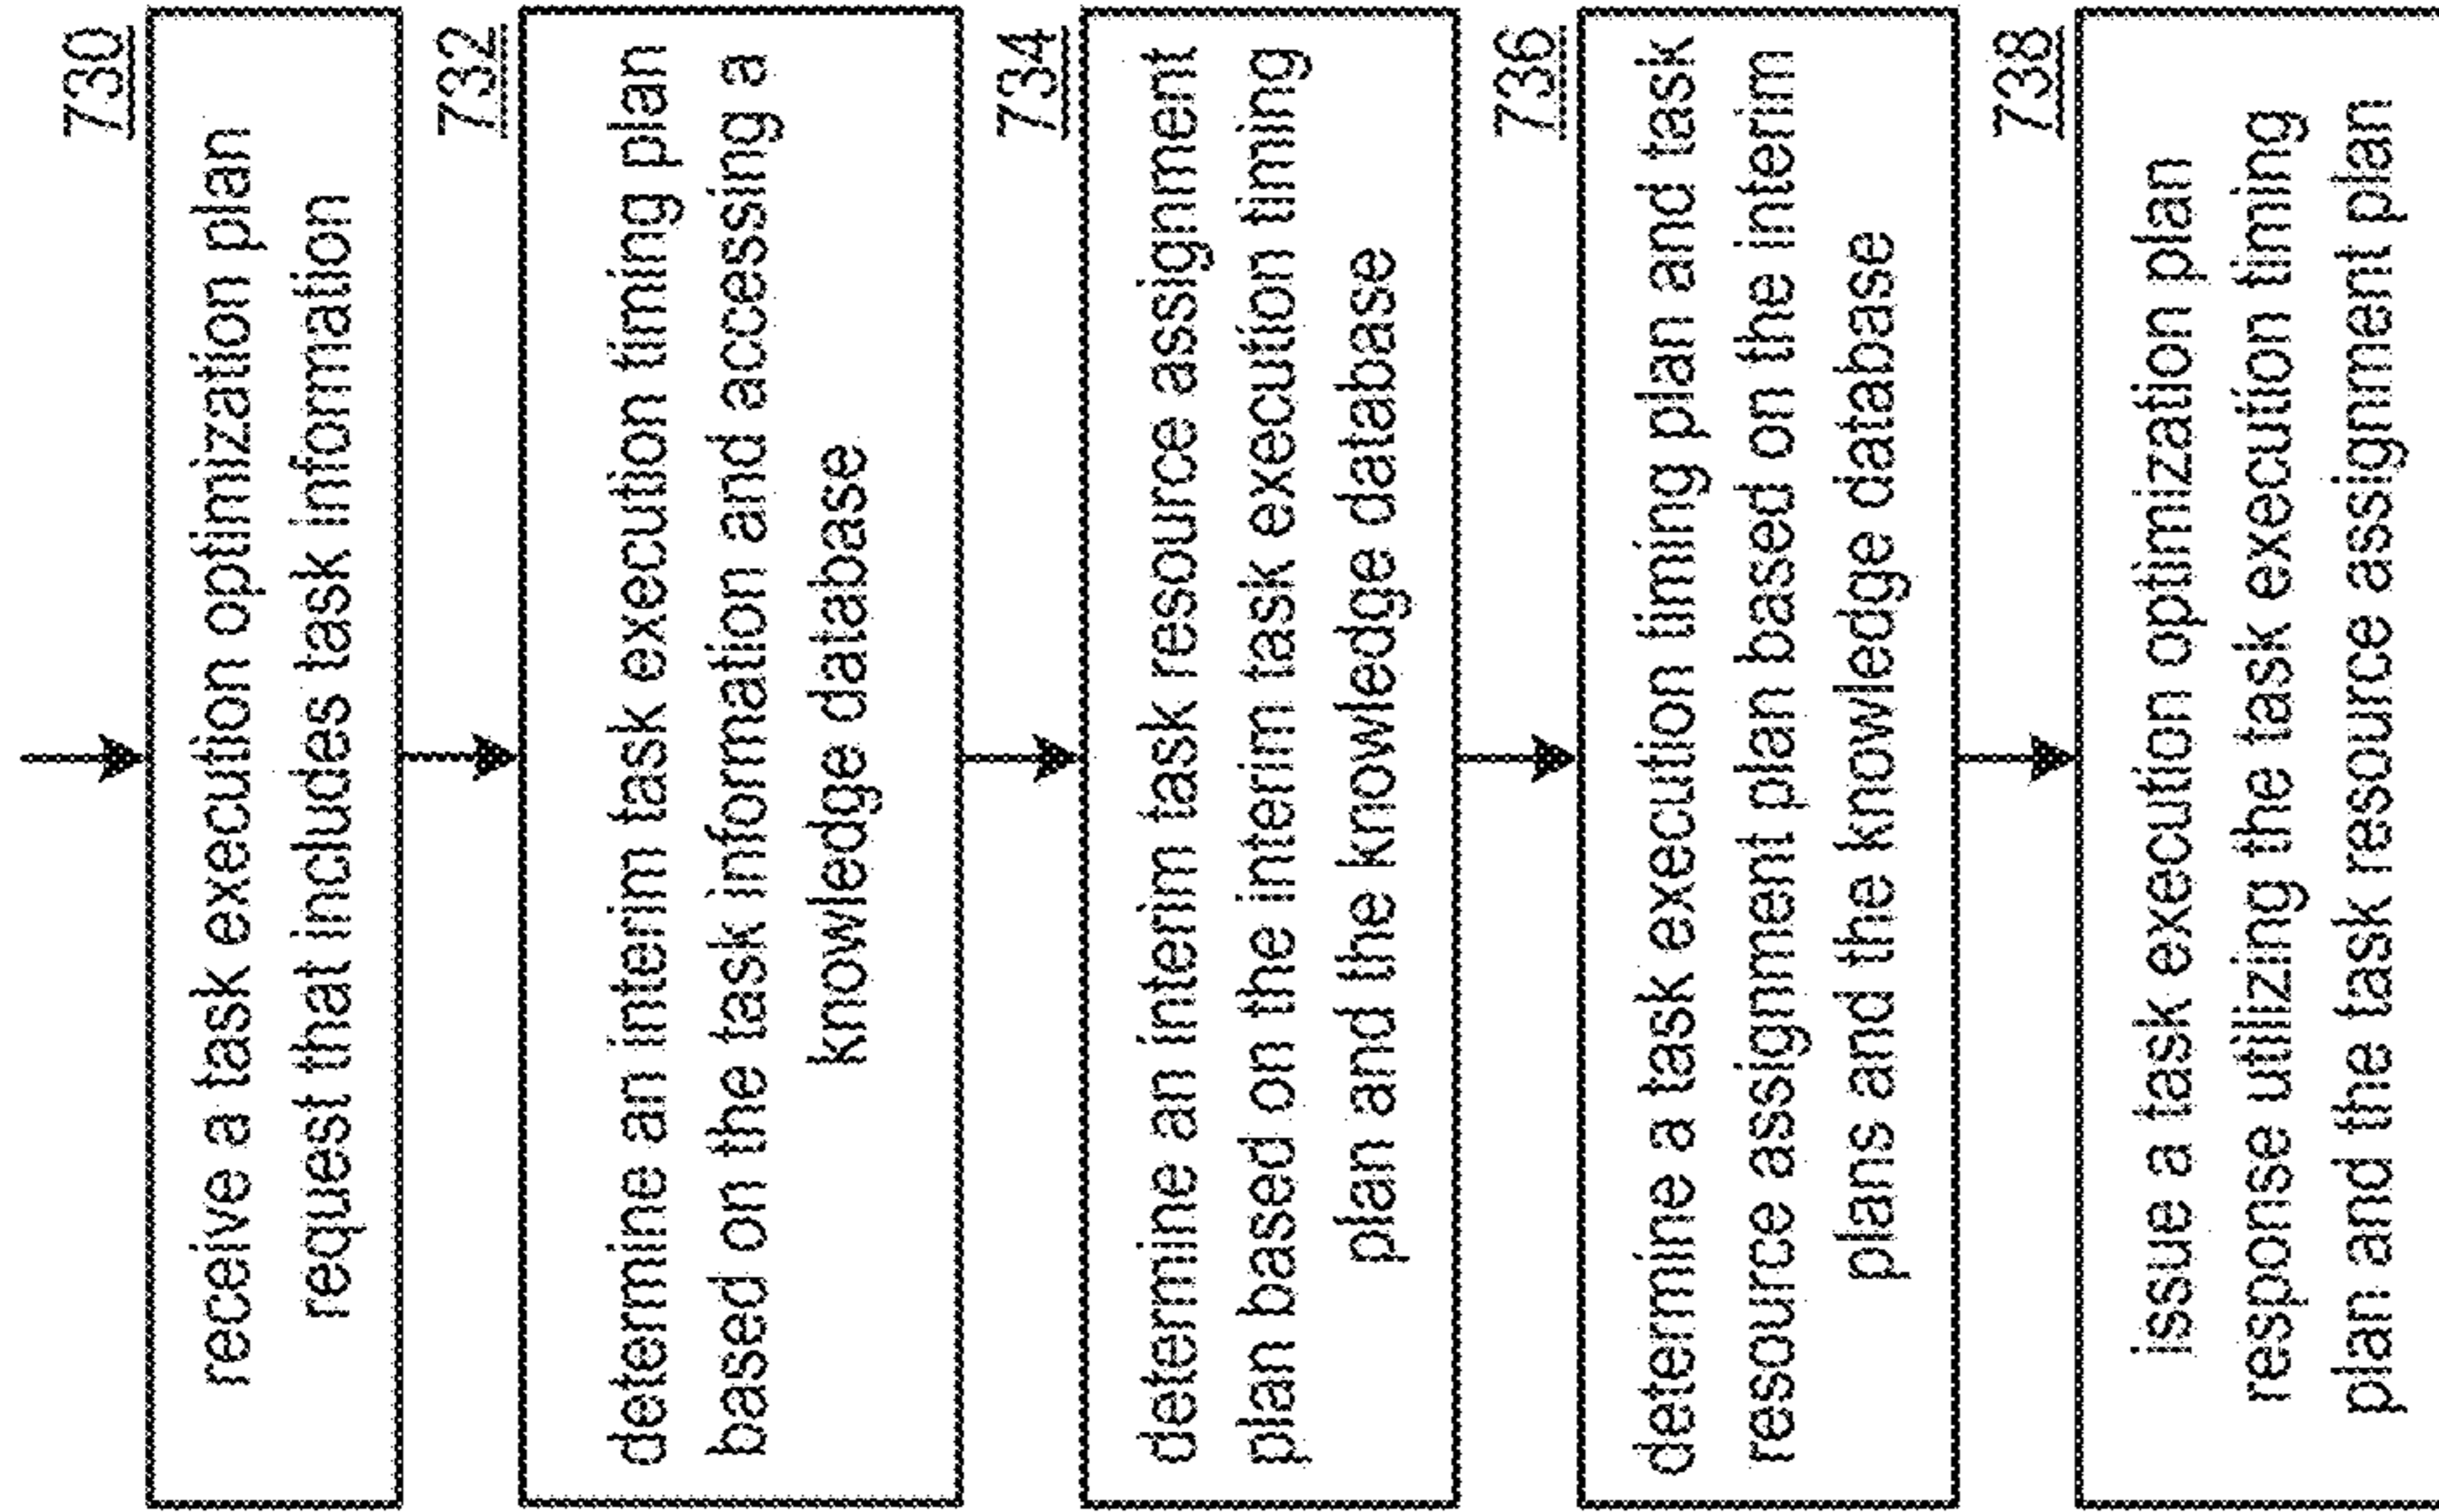 730
receive a task execution optimization plan
request that includes task information
732
determine an interim task execution timing plan
based on the task information and accessing a
knowledge database
734
determine an interim task resource assignment
plan based on the interim task execution timing
plan and the knowledge database
736
determine a task execution timing plan and task
resource assignment plan based on the interim
plans and the knowledge database
738
issue a task execution optimization plan
response utilizing the task execution timing
plan and the task resource assignment plan